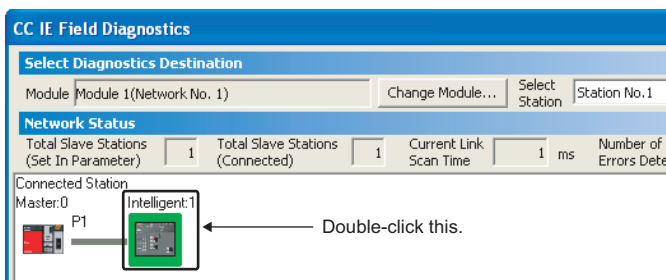 CC IE Field Diagnostics
Select Diagnostics Destination
Module Module 1(Network No. 1) Change Module... Select Station Station No.1
Network Status
Total Slave Stations (Set In Parameter) 1 Total Slave Stations (Connected) 1 Current Link Scan Time 1 ms Number of Errors Dete
Connected Station
Master:0 Intelligent:1
P1
Double-click this.